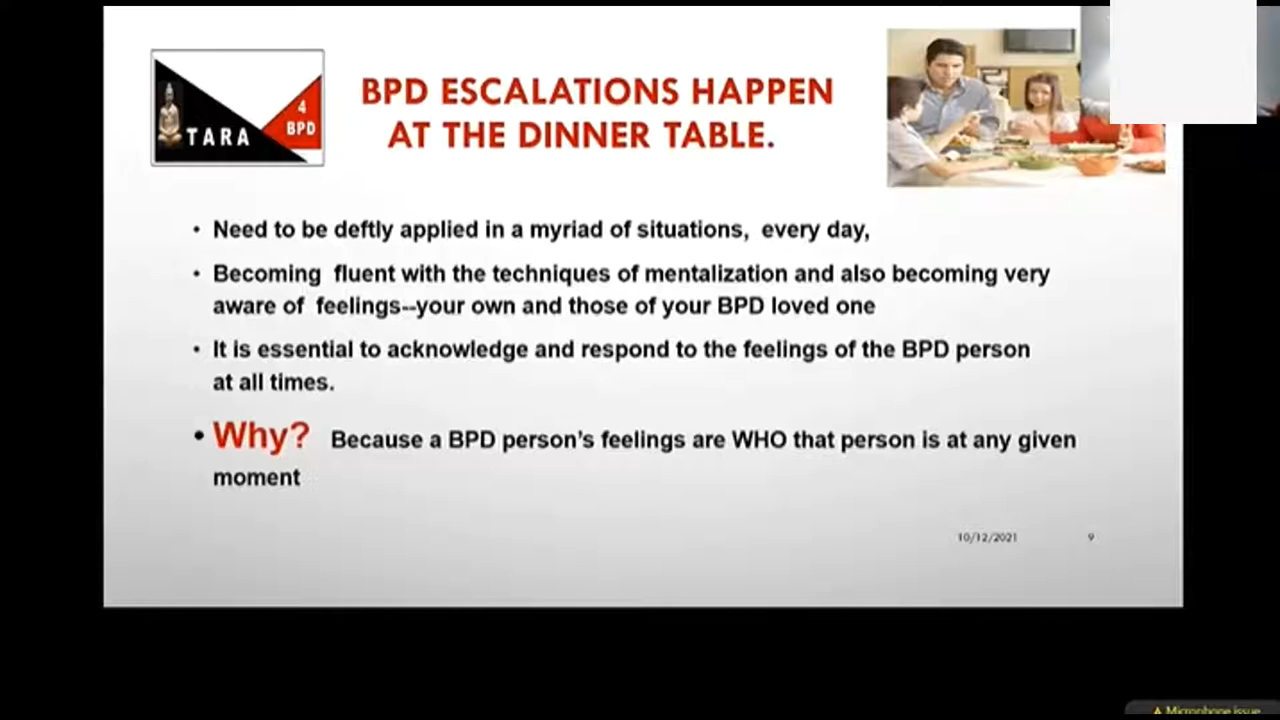 TARA
4
BPD
BPD ESCALATIONS HAPPEN
AT THE DINNER TABLE.
• Need to be deftly applied in a myriad of situations,  every day,
• Becoming  fluent with the techniques of mentalization and also becoming very
aware of  feelings--your own and those of your BPD loved one
• It is essential to acknowledge and respond to the feelings of the BPD person
at all times.
• Why?  Because a BPD person's feelings are WHO that person is at any given
moment
10/12/2021 9
Microphone issue